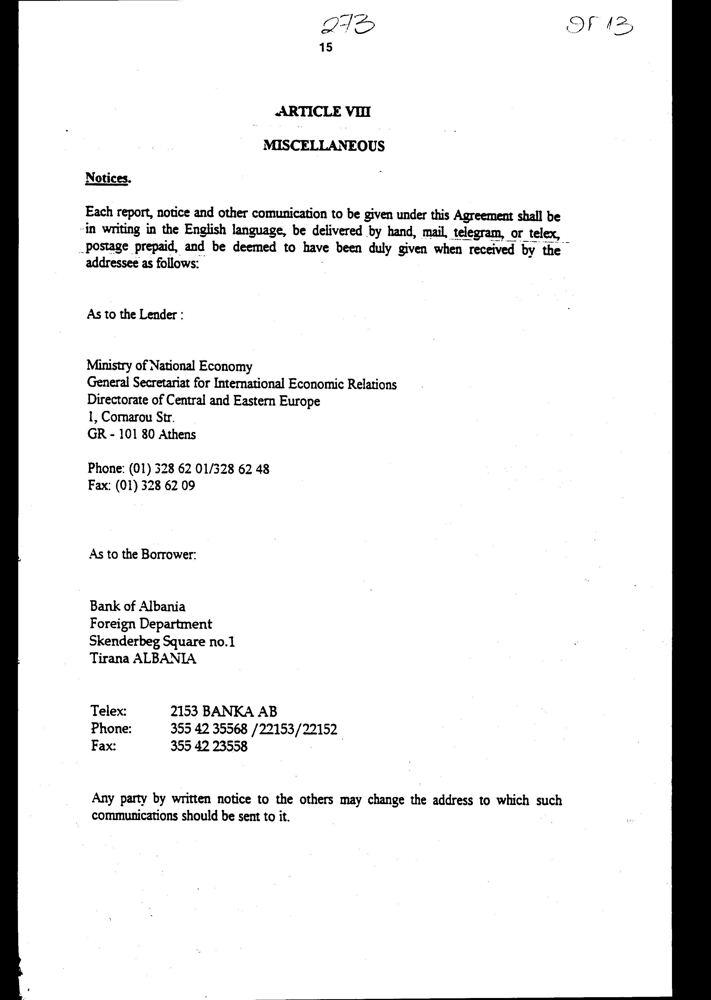 273
13
15
ARTICLE VIII
MISCELLANEOUS
Notices.
Each report, notice and other comunication to be given under this Agreement shall be
in writing in the English language, be delivered by hand, mail, telegram, or telex,
postage prepaid, and be deemed to have been duly given when received by the
addressee as follows:
As to the Lender :
Ministry of National Economy
General Secretariat for International Economic Relations
Directorate of Central and Eastern Europe
1, Cornarou Str.
GR - 101 80 Athens
Phone: (01) 328 62 01/328 62 48
Fax: (01) 328 62 09
As to the Borrower:
Bank of Albania
Foreign Department
Skenderbeg Square no.1
Tirana ALBANIA
Telex: 2153 BANKA AB
Phone: 355 42 35568 /22153/22152
Fax: 355 42 23558
Any party by written notice to the others may change the address to which such
communications should be sent to it.